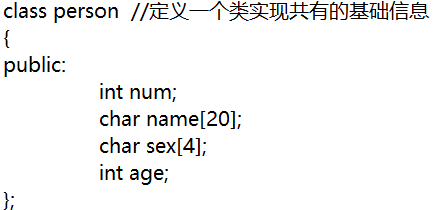 class person  //定义一个类实现共有的基础信息
{
public:
            int num;
            char name[20];
            char sex[4];
            int age;
};